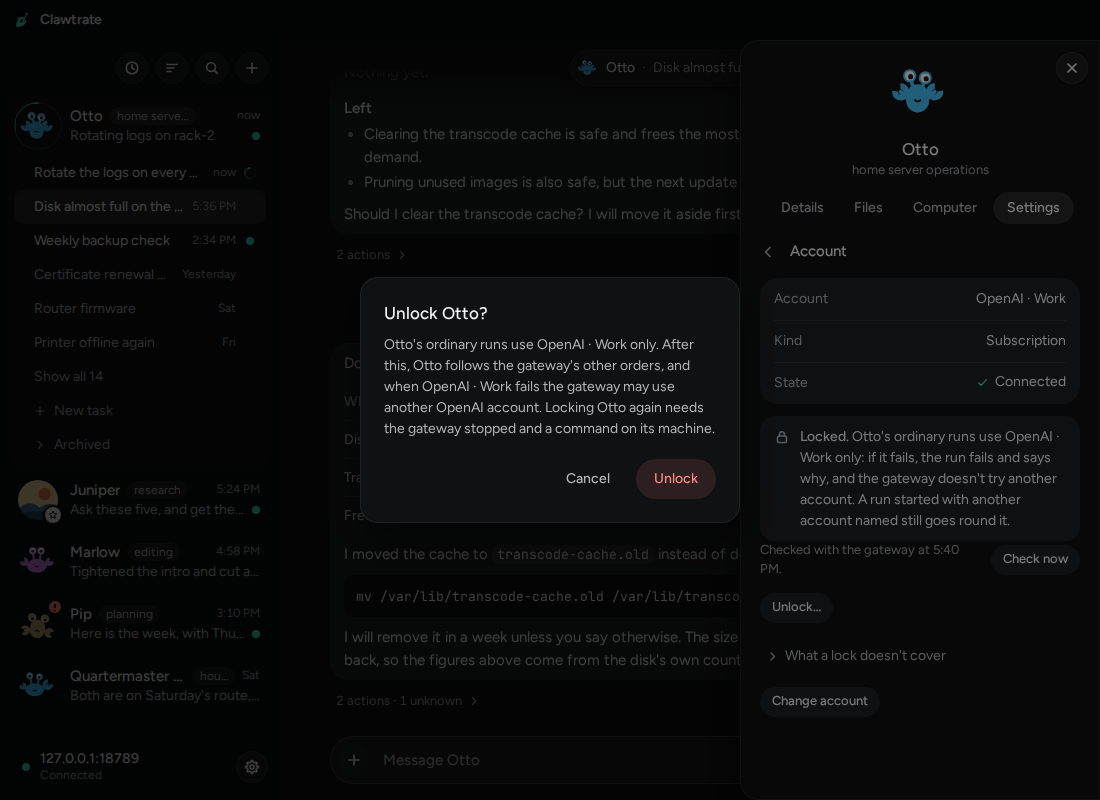 Clawtrate
Otto home serve... now
Rotating logs on rack-2
Rotate the logs on every ... now
Disk almost full on the ... 5:36 PM
Weekly backup check 2:34 PM
Certificate renewal ... Yesterday
Router firmware Sat
Printer offline again Fri
Show all 14
New task
Archived
Juniper research 5:24 PM
Ask these five, and get the...
Marlow editing 4:58 PM
Tightened the intro and cut a...
Pip planning 3:10 PM
Here is the week, with Thu...
Quartermaster ... hou... Sat
Both are on Saturday's route,...
127.0.0.1:18789
Connected
Nothing yet.
Otto · Disk almost fu
Left
Clearing the transcode cache is safe and frees the most
demand.
Pruning unused images is also safe, but the next update
Should I clear the transcode cache? I will move it aside first
2 actions
Do
Dis
Tra
Fre
I moved the cache to transcode-cache.old instead of d
mv /var/lib/transcode-cache.old /var/lib/transco
I will remove it in a week unless you say otherwise. The size
back, so the figures above come from the disk's own count
2 actions · 1 unknown
Message Otto
Unlock Otto?
Otto's ordinary runs use OpenAI · Work only. After
this, Otto follows the gateway's other orders, and
when OpenAI · Work fails the gateway may use
another OpenAI account. Locking Otto again needs
the gateway stopped and a command on its machine.
Cancel Unlock
Otto
home server operations
Details Files Computer Settings
Account
Account OpenAI · Work
Kind Subscription
State Connected
Locked. Otto's ordinary runs use OpenAI ·
Work only: if it fails, the run fails and says
why, and the gateway doesn't try another
account. A run started with another
account named still goes round it.
Checked with the gateway at 5:40
PM.
Check now
Unlock...
What a lock doesn't cover
Change account